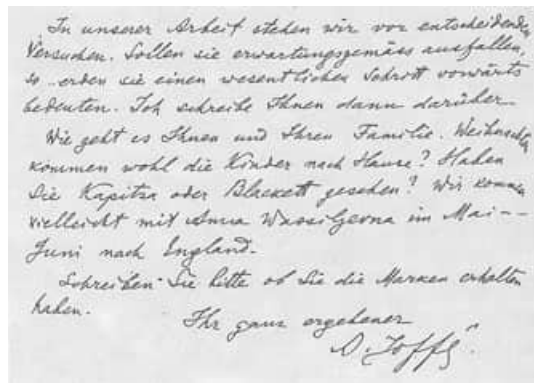 In unserer Arbeit stehen wir vor entscheidenden
Versuchen. Sollen sie erwartungsgemäss ausfallen,
so ..erden sie einen wesentlichen Schritt vorwärts
bedeuten. Ich schreibe Ihnen dann darüber
Wie geht es Ihnen und Ihrer Familie. Weihnachten
kommen wohl die Kinder nach Hause? Haben
Sie Kapitza oder Blackett gesehen? Wir kommen
vielleicht mit Anna Wassiljevna im Mai--
Juni nach England.
Schreiben Sie bitte ob Sie die Marken erhalten
haben.
Ihr ganz ergebener
A. Joffé